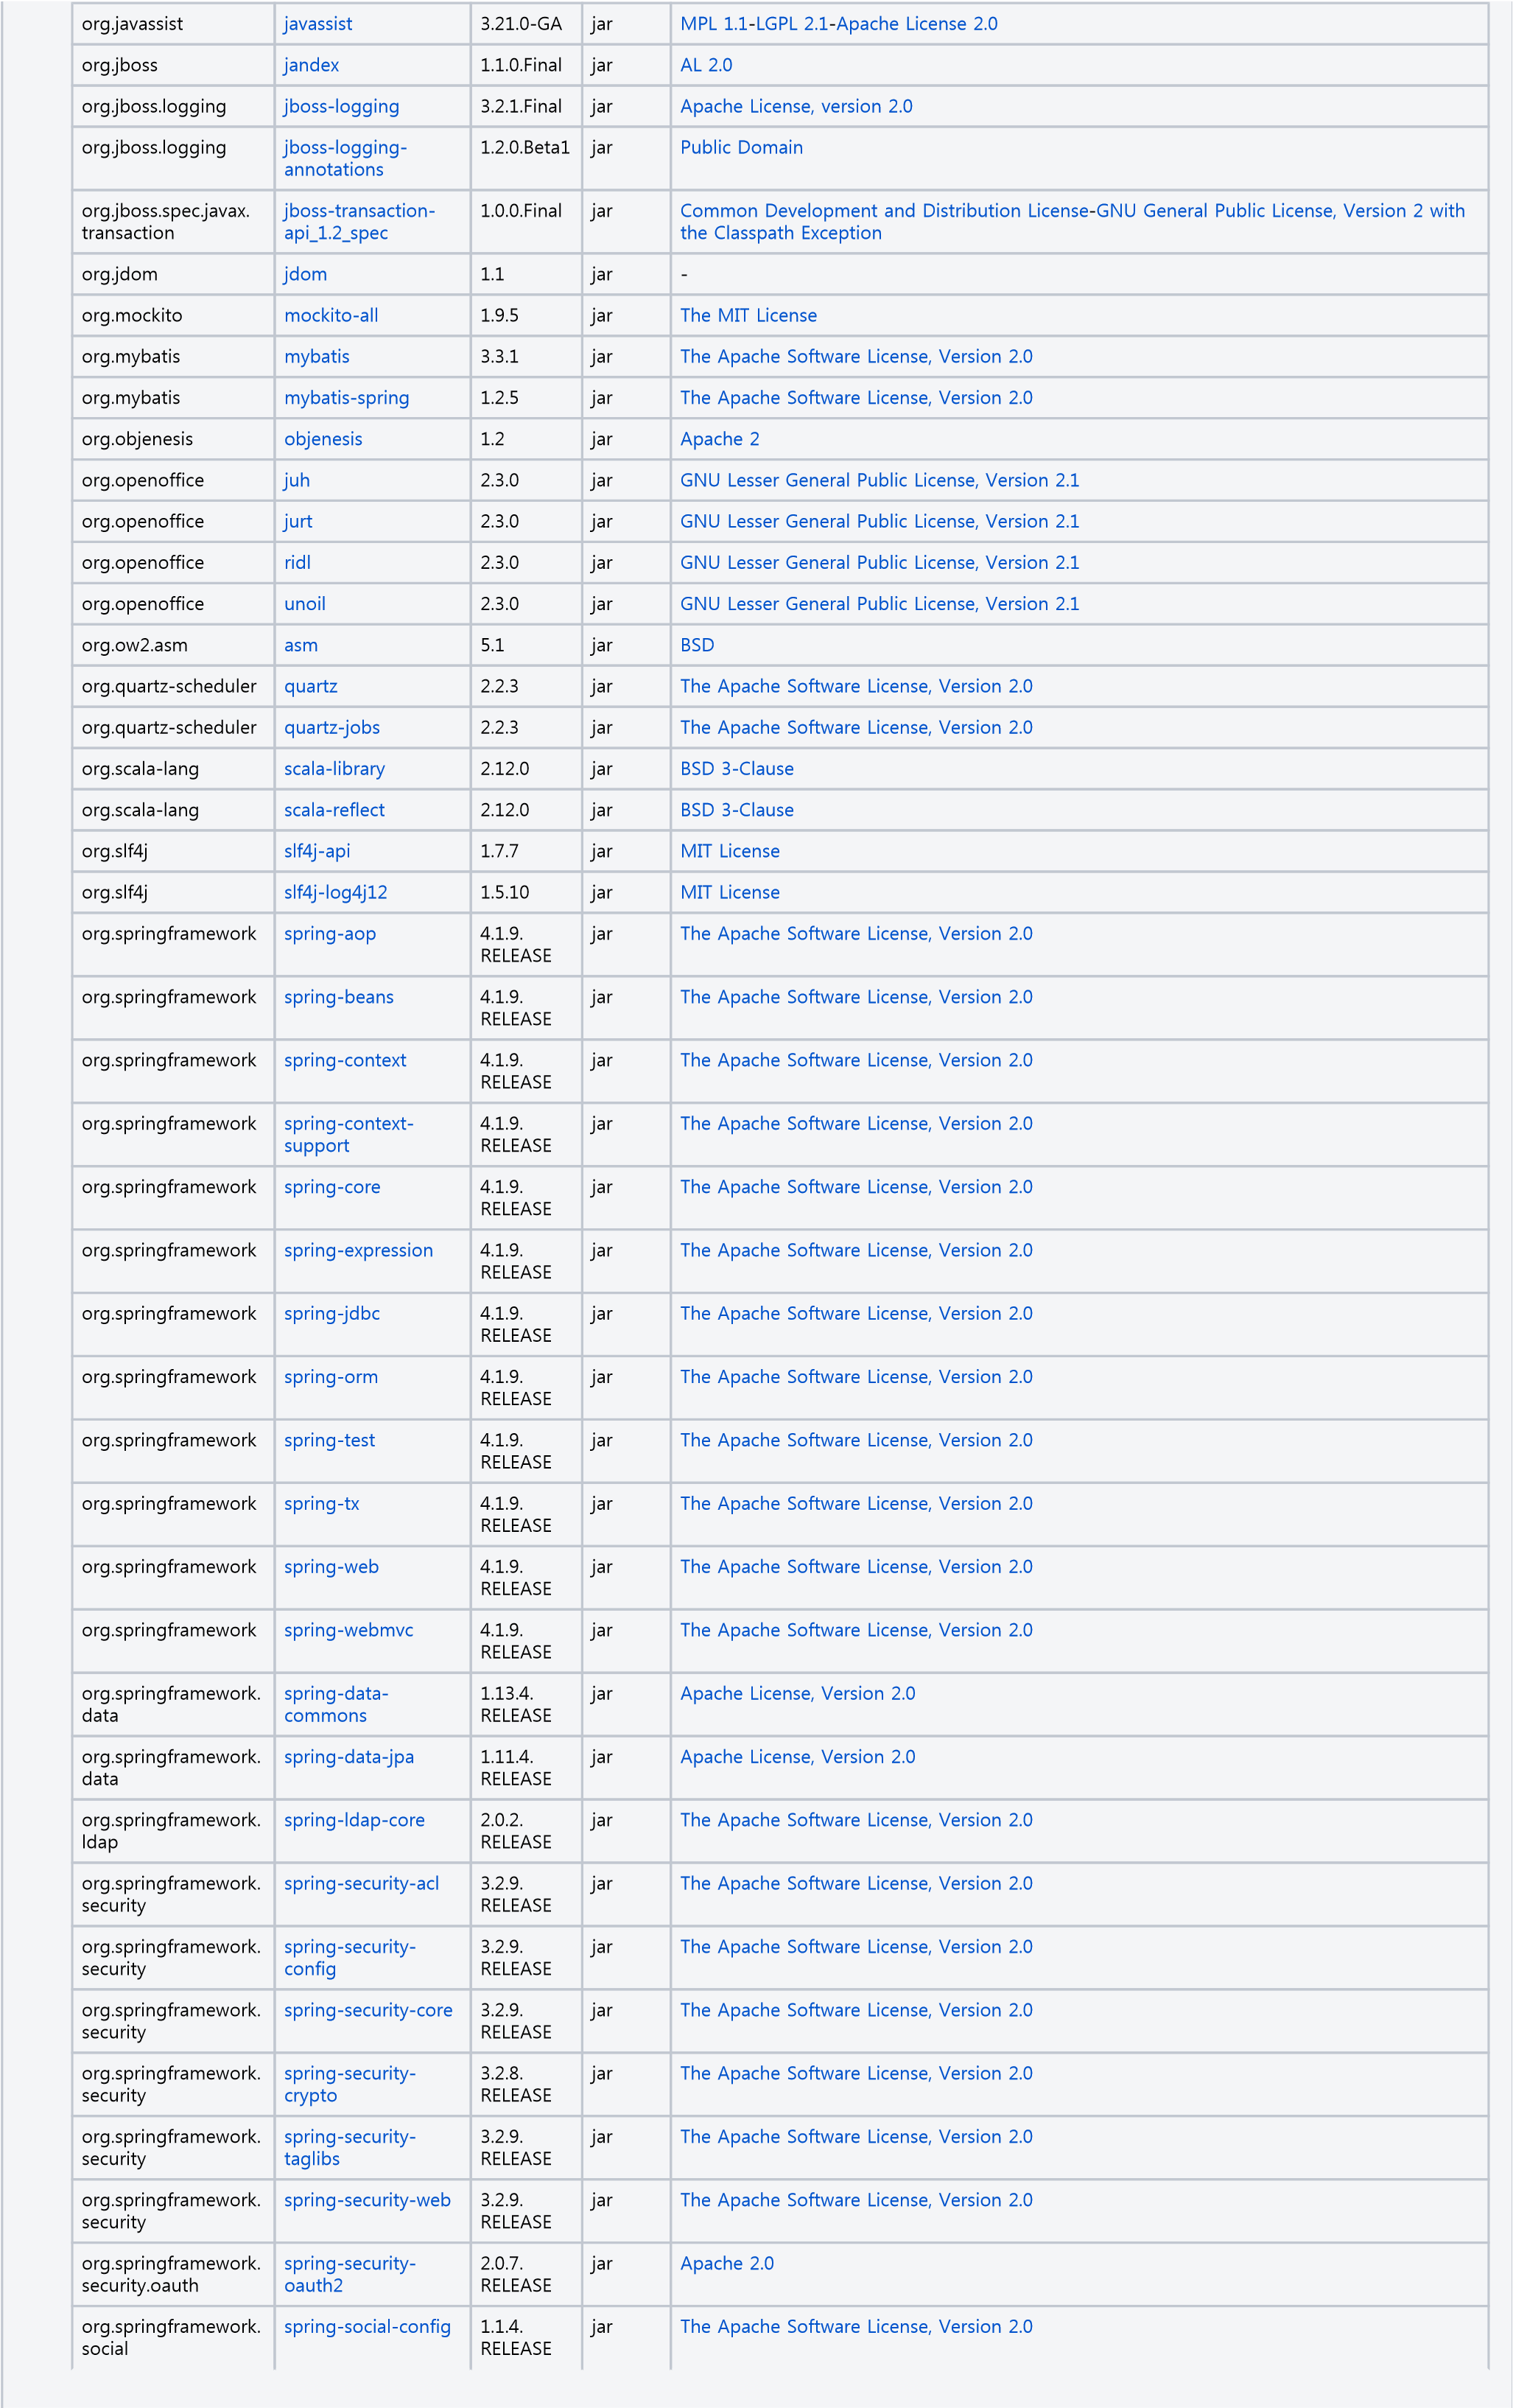 org.javassist javassist 3.21.0-GA jar MPL 1.1-LGPL 2.1-Apache License 2.0
org.jboss jandex 1.1.0.Final jar AL 2.0
org.jboss.logging jboss-logging 3.2.1.Final jar Apache License, version 2.0
org.jboss.logging jboss-logging- 1.2.0.Beta1 jar Public Domain
annotations
org.jboss.spec.javax. jboss-transaction- 1.0.0.Final jar Common Development and Distribution License-GNU General Public License, Version 2 with
transaction api_1.2_spec the Classpath Exception
org.jdom jdom 1.1 jar -
org.mockito mockito-all 1.9.5 jar The MIT License
org.mybatis mybatis 3.3.1 jar The Apache Software License, Version 2.0
org.mybatis mybatis-spring 1.2.5 jar The Apache Software License, Version 2.0
org.objenesis objenesis 1.2 jar Apache 2
org.openoffice juh 2.3.0 jar GNU Lesser General Public License, Version 2.1
org.openoffice jurt 2.3.0 jar GNU Lesser General Public License, Version 2.1
org.openoffice ridl 2.3.0 jar GNU Lesser General Public License, Version 2.1
org.openoffice unoil 2.3.0 jar GNU Lesser General Public License, Version 2.1
org.ow2.asm asm 5.1 jar BSD
org.quartz-scheduler quartz 2.2.3 jar The Apache Software License, Version 2.0
org.quartz-scheduler quartz-jobs 2.2.3 jar The Apache Software License, Version 2.0
org.scala-lang scala-library 2.12.0 jar BSD 3-Clause
org.scala-lang scala-reflect 2.12.0 jar BSD 3-Clause
org.slf4j slf4j-api 1.7.7 jar MIT License
org.slf4j slf4j-log4j12 1.5.10 jar MIT License
org.springframework spring-aop 4.1.9. jar The Apache Software License, Version 2.0
RELEASE
org.springframework spring-beans 4.1.9. jar The Apache Software License, Version 2.0
RELEASE
org.springframework spring-context 4.1.9. jar The Apache Software License, Version 2.0
RELEASE
org.springframework spring-context- 4.1.9. jar The Apache Software License, Version 2.0
support RELEASE
org.springframework spring-core 4.1.9. jar The Apache Software License, Version 2.0
RELEASE
org.springframework spring-expression 4.1.9. jar The Apache Software License, Version 2.0
RELEASE
org.springframework spring-jdbc 4.1.9. jar The Apache Software License, Version 2.0
RELEASE
org.springframework spring-orm 4.1.9. jar The Apache Software License, Version 2.0
RELEASE
org.springframework spring-test 4.1.9. jar The Apache Software License, Version 2.0
RELEASE
org.springframework spring-tx 4.1.9. jar The Apache Software License, Version 2.0
RELEASE
org.springframework spring-web 4.1.9. jar The Apache Software License, Version 2.0
RELEASE
org.springframework spring-webmvc 4.1.9. jar The Apache Software License, Version 2.0
RELEASE
org.springframework. spring-data- 1.13.4. jar Apache License, Version 2.0
data commons RELEASE
org.springframework. spring-data-jpa 1.11.4. jar Apache License, Version 2.0
data RELEASE
org.springframework. spring-ldap-core 2.0.2. jar The Apache Software License, Version 2.0
ldap RELEASE
org.springframework. spring-security-acl 3.2.9. jar The Apache Software License, Version 2.0
security RELEASE
org.springframework. spring-security- 3.2.9. jar The Apache Software License, Version 2.0
security config RELEASE
org.springframework. spring-security-core 3.2.9. jar The Apache Software License, Version 2.0
security RELEASE
org.springframework. spring-security- 3.2.8. jar The Apache Software License, Version 2.0
security crypto RELEASE
org.springframework. spring-security- 3.2.9. jar The Apache Software License, Version 2.0
security taglibs RELEASE
org.springframework. spring-security-web 3.2.9. jar The Apache Software License, Version 2.0
security RELEASE
org.springframework. spring-security- 2.0.7. jar Apache 2.0
security.oauth oauth2 RELEASE
org.springframework. spring-social-config 1.1.4. jar The Apache Software License, Version 2.0
social RELEASE